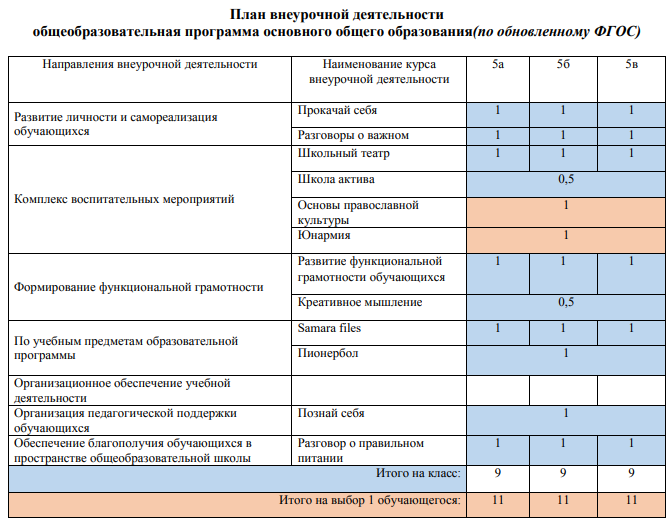 План внеурочной деятельности
общеобразовательная программа основного общего образования(по обновленному ФГОС)
Направления внеурочной деятельности
Наименование курса
внеурочной деятельности
5а
5б
5в
Развитие личности и самореализация
обучающихся
Прокачай себя
1
1
1
Разговоры о важном
1
1
1
Комплекс воспитательных мероприятий
Школьный театр
1
1
1
Школа актива
0,5
Основы православной
культуры
1
Юнармия
1
Формирование функциональной грамотности
Развитие функциональной
грамотности обучающихся
1
1
1
Креативное мышление
0,5
По учебным предметам образовательной
программы
Samara files
1
1
1
Пионербол
1
Организационное обеспечение учебной
деятельности
Организация педагогической поддержки
обучающихся
Познай себя
1
Обеспечение благополучия обучающихся в
пространстве общеобразовательной школы
Разговор о правильном
питании
1
1
1
Итого на класс:
9
9
9
Итого на выбор 1 обучающегося:
11
11
11